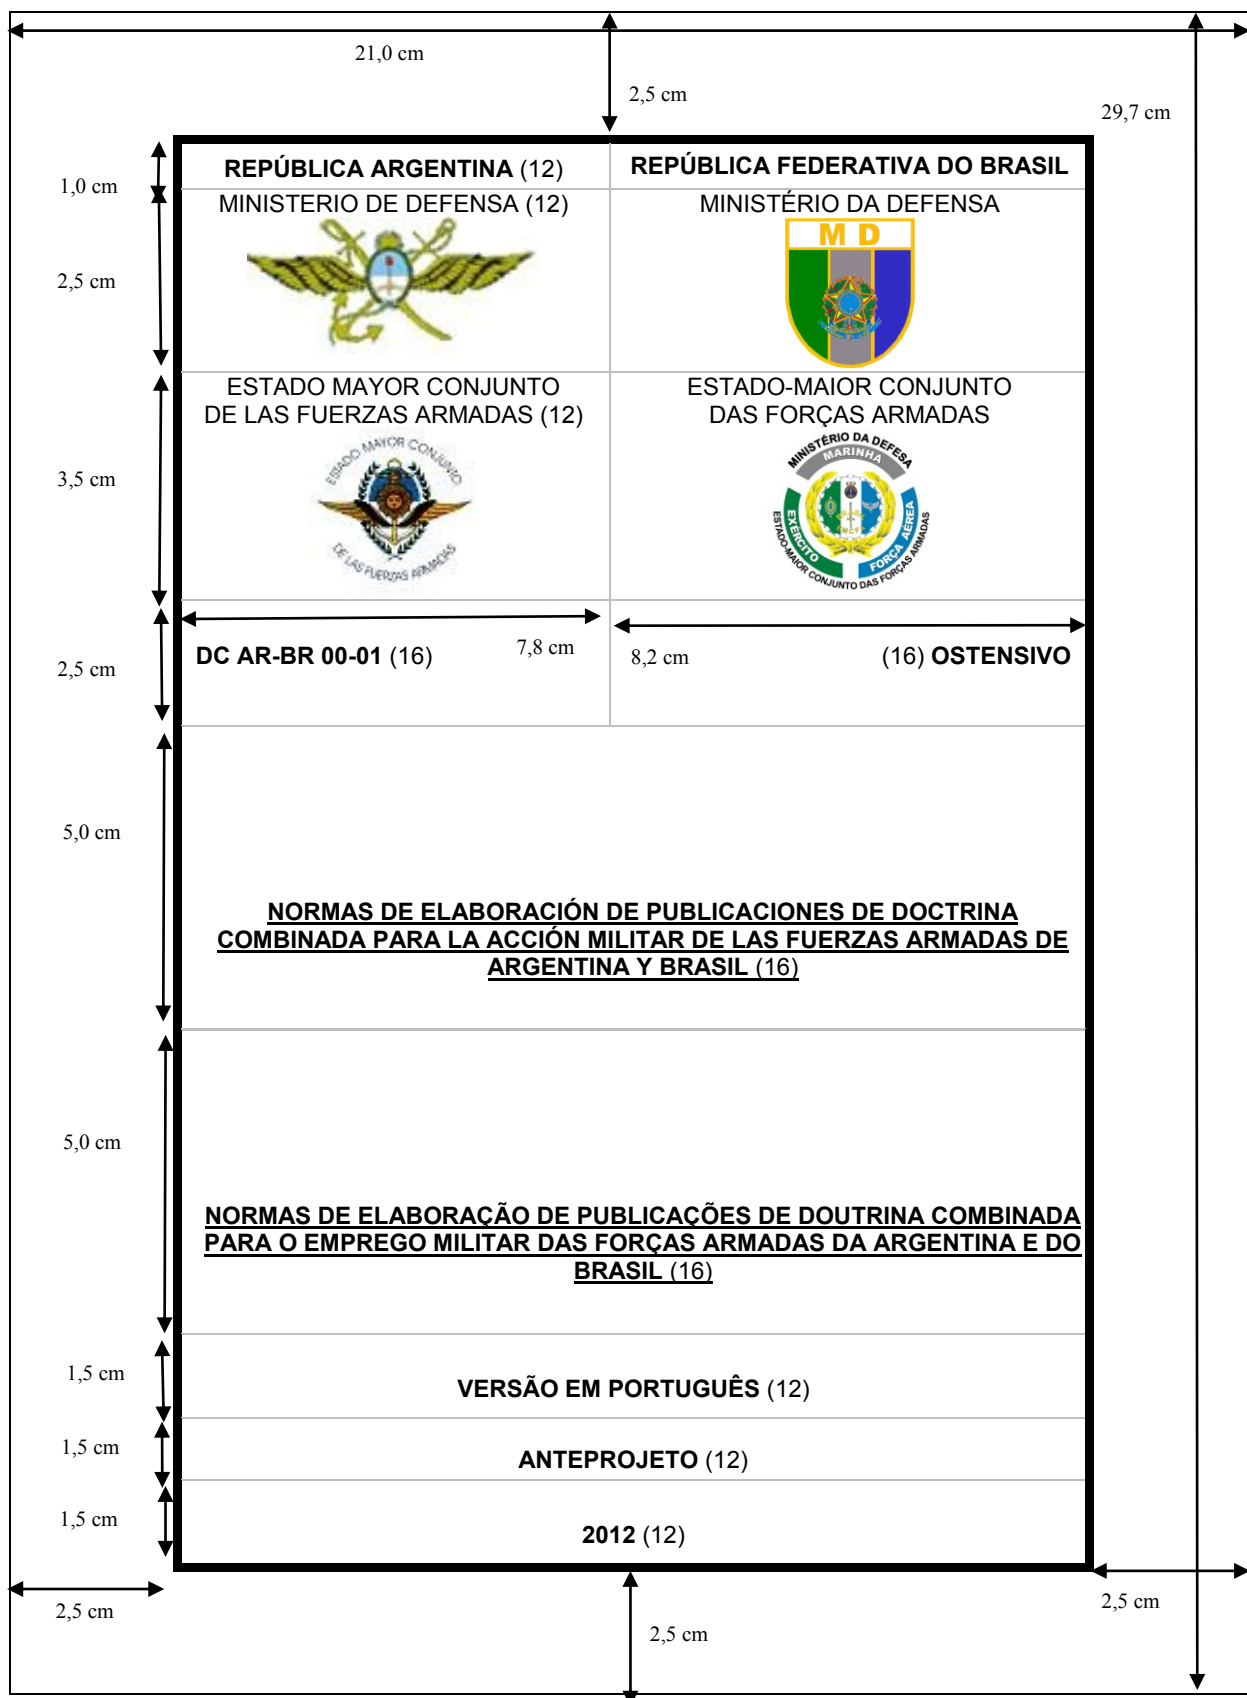 21,0 cm
2,5 cm
29,7 cm
REPÚBLICA ARGENTINA (12)
REPÚBLICA FEDERATIVA DO BRASIL
1,0 cm
MINISTERIO DE DEFENSA (12)
MINISTÉRIO DA DEFENSA
M D
2,5 cm
ESTADO MAYOR CONJUNTO
DE LAS FUERZAS ARMADAS (12)
ESTADO-MAIOR CONJUNTO
DAS FORÇAS ARMADAS
3,5 cm
ESTADO MAYOR CONJUNTO
DE LAS FUERZAS ARMADAS
MINISTÉRIO DA DEFESA
MARINHA
EXÉRCITO
FORÇA AÉREA
ESTADO-MAIOR CONJUNTO DAS FORÇAS ARMADAS
7,8 cm
8,2 cm
DC AR-BR 00-01 (16)
(16) OSTENSIVO
2,5 cm
5,0 cm
NORMAS DE ELABORACIÓN DE PUBLICACIONES DE DOCTRINA
COMBINADA PARA LA ACCIÓN MILITAR DE LAS FUERZAS ARMADAS DE
ARGENTINA Y BRASIL (16)
5,0 cm
NORMAS DE ELABORAÇÃO DE PUBLICAÇÕES DE DOUTRINA COMBINADA
PARA O EMPREGO MILITAR DAS FORÇAS ARMADAS DA ARGENTINA E DO
BRASIL (16)
1,5 cm
VERSÃO EM PORTUGUÊS (12)
1,5 cm
ANTEPROJETO (12)
1,5 cm
2012 (12)
2,5 cm
2,5 cm
2,5 cm